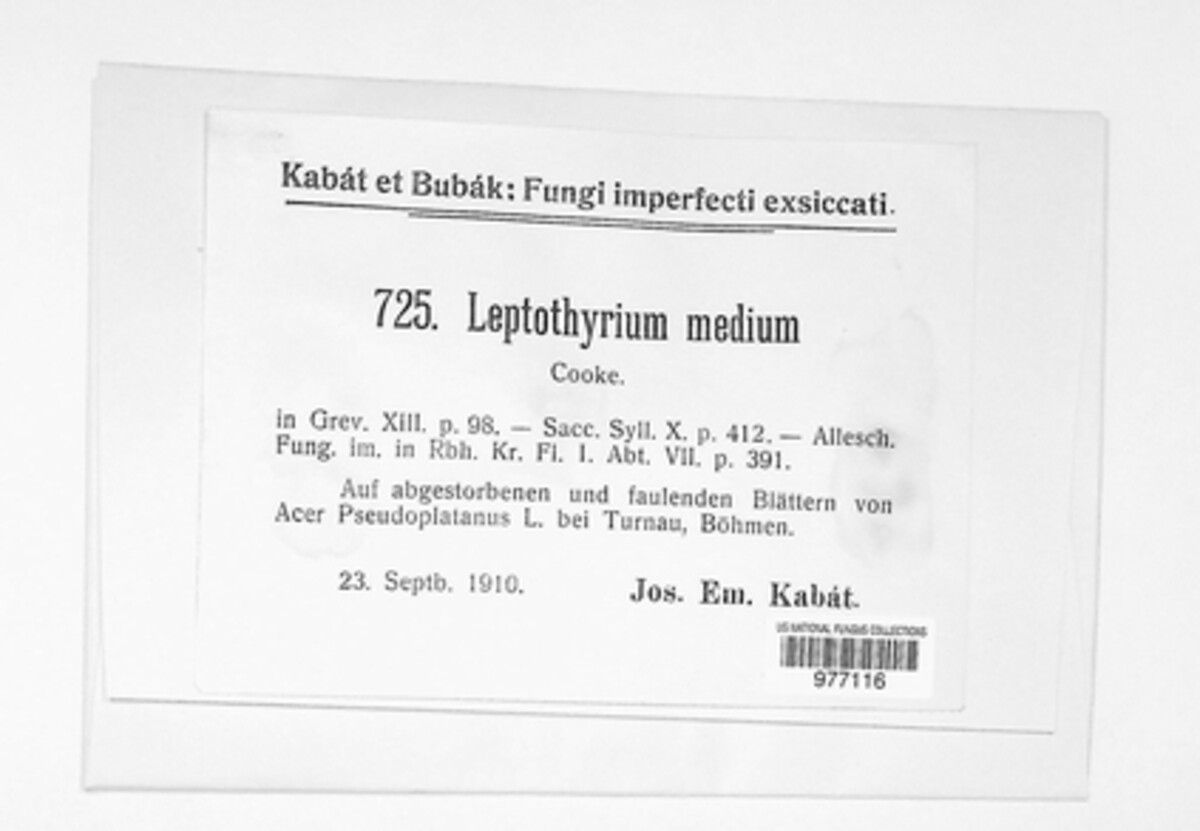 Kabát et Bubák: Fungi imperfecti exsiccati.
725. Leptothyrium medium
Cooke.
in Grev. XIII. p. 98. — Sacc. Syll. X. p. 412. — Allesch.
Fung. im. in Rbh. Kr. Fl. I. Abt. VII. p. 391.
Auf abgestorbenen und faulenden Blättern von
Acer Pseudoplatanus L. bei Turnau, Böhmen.
23. Septb. 1910.
Jos. Em. Kabát.
US NATIONAL FUNGUS COLLECTIONS
977116